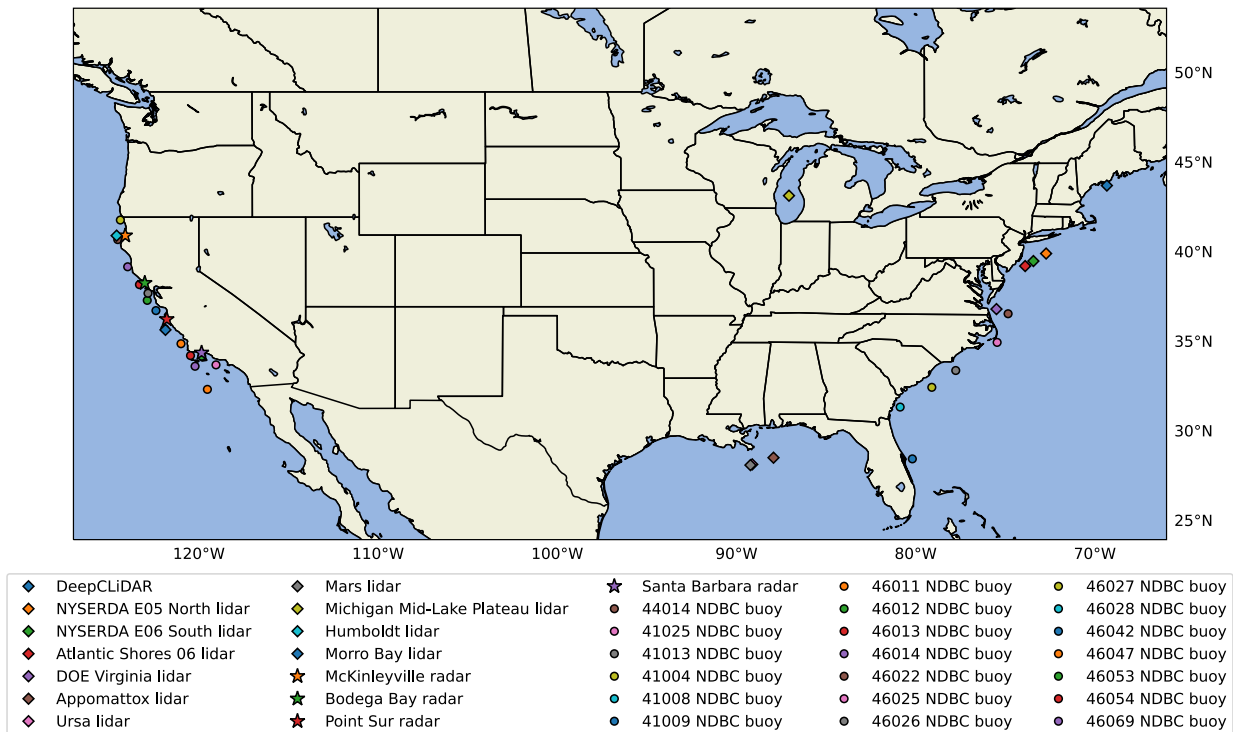 50°N
45°N
40°N
35°N
30°N
25°N
120°W 110°W 100°W 90°W 80°W 70°W
DeepCLiDAR Mars lidar Santa Barbara radar 46011 NDBC buoy 46027 NDBC buoy
NYSERDA E05 North lidar Michigan Mid-Lake Plateau lidar 44014 NDBC buoy 46012 NDBC buoy 46028 NDBC buoy
NYSERDA E06 South lidar Humboldt lidar 41025 NDBC buoy 46013 NDBC buoy 46042 NDBC buoy
Atlantic Shores 06 lidar Morro Bay lidar 41013 NDBC buoy 46014 NDBC buoy 46047 NDBC buoy
DOE Virginia lidar McKinleyville radar 41004 NDBC buoy 46022 NDBC buoy 46053 NDBC buoy
Appomattox lidar Bodega Bay radar 41008 NDBC buoy 46025 NDBC buoy 46054 NDBC buoy
Ursa lidar Point Sur radar 41009 NDBC buoy 46026 NDBC buoy 46069 NDBC buoy